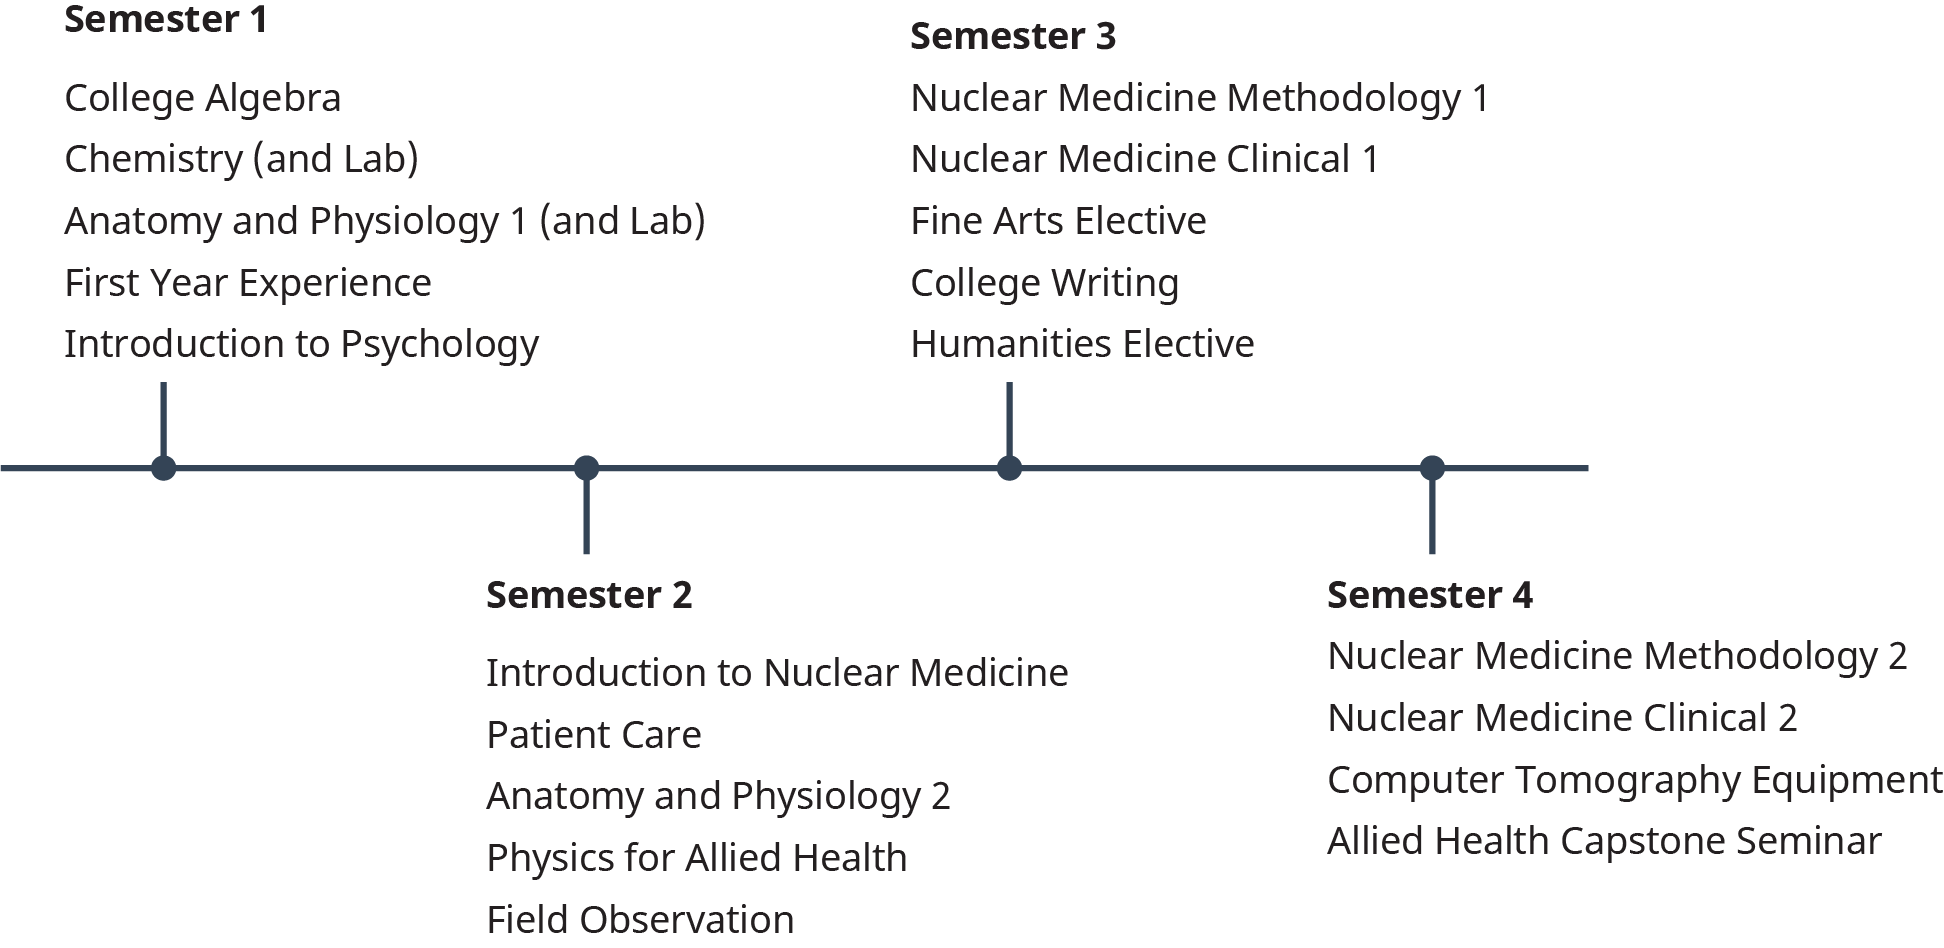 Semester 1
College Algebra
Chemistry (and Lab)
Anatomy and Physiology 1 (and Lab)
First Year Experience
Introduction to Psychology
Semester 2
Introduction to Nuclear Medicine
Patient Care
Anatomy and Physiology 2
Physics for Allied Health
Field Observation
Semester 3
Nuclear Medicine Methodology 1
Nuclear Medicine Clinical 1
Fine Arts Elective
College Writing
Humanities Elective
Semester 4
Nuclear Medicine Methodology 2
Nuclear Medicine Clinical 2
Computer Tomography Equipment
Allied Health Capstone Seminar